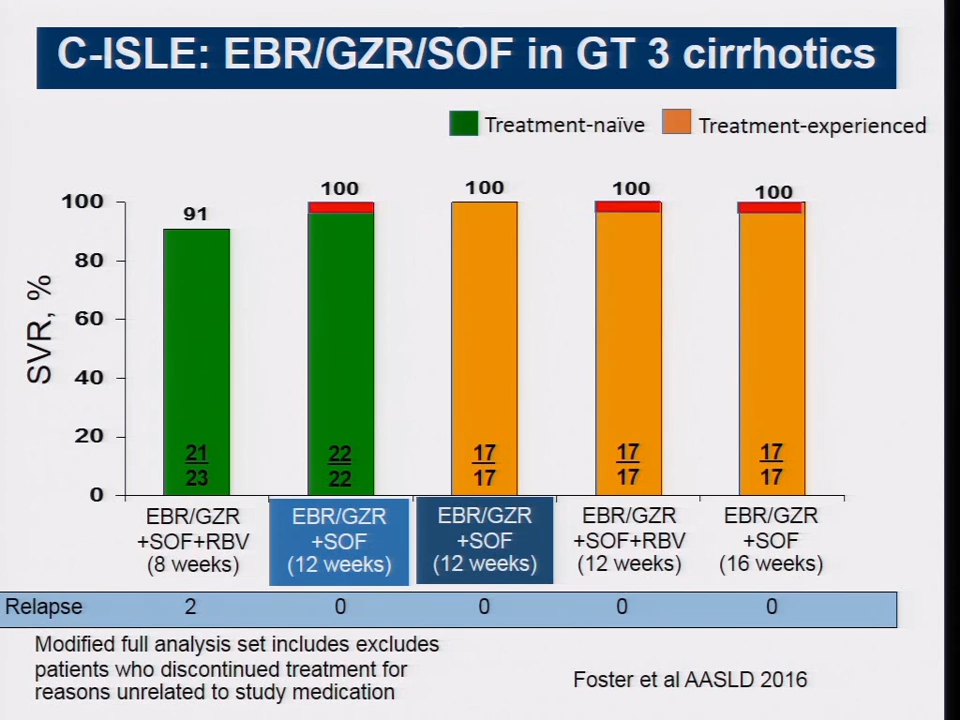 C-ISLE: EBR/GZR/SOF in GT 3 cirrhotics
Treatment-naïve
Treatment-experienced
SVR, %
100
80
60
40
20
0
91
100
100
100
100
21
23
22
22
17
17
17
17
17
17
EBR/GZR
+SOF+RBV
(8 weeks)
EBR/GZR
+SOF
(12 weeks)
EBR/GZR
+SOF
(12 weeks)
EBR/GZR
+SOF+RBV
(12 weeks)
EBR/GZR
+SOF
(16 weeks)
Relapse 2 0 0 0 0
Modified full analysis set includes excludes
patients who discontinued treatment for
reasons unrelated to study medication
Foster et al AASLD 2016